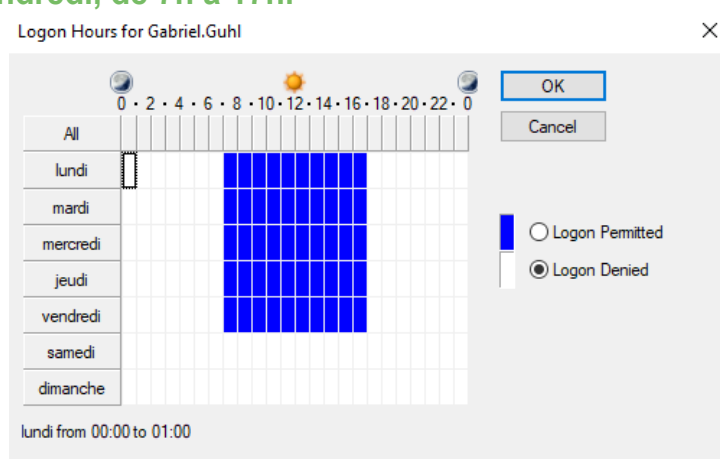 Logon Hours for Gabriel.Guhl
0 · 2 · 4 · 6 · 8 · 10 · 12 · 14 · 16 · 18 · 20 · 22 · 0
OK
All
Cancel
lundi
mardi
mercredi
Logon Permitted
jeudi
Logon Denied
vendredi
samedi
dimanche
lundi from 00:00 to 01:00